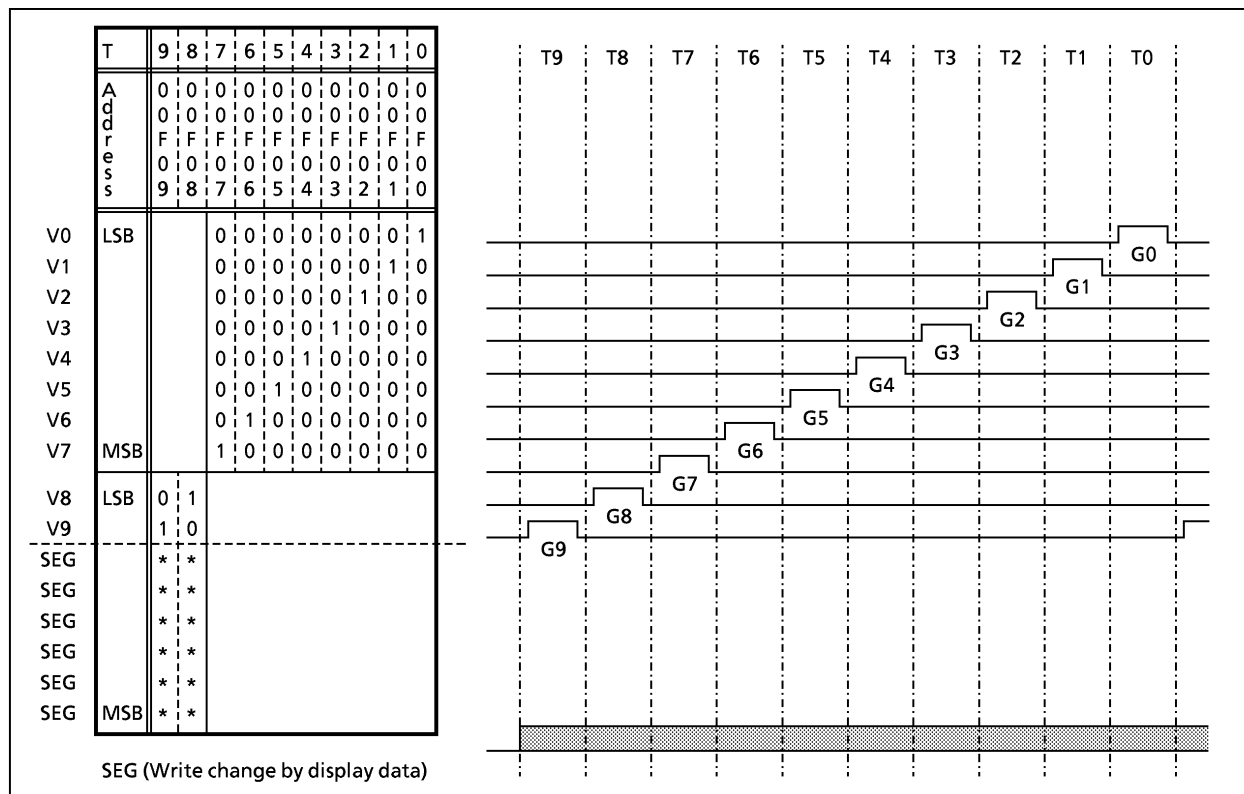 T 9 8 7 6 5 4 3 2 1 0
Address 0 0 0 0 0 0 0 0 0 0
0 0 0 0 0 0 0 0 0 0
F F F F F F F F F F
0 0 0 0 0 0 0 0 0 0
9 8 7 6 5 4 3 2 1 0
V0 LSB 0 0 0 0 0 0 0 1
V1 0 0 0 0 0 0 1 0
V2 0 0 0 0 0 1 0 0
V3 0 0 0 0 1 0 0 0
V4 0 0 0 1 0 0 0 0
V5 0 0 1 0 0 0 0 0
V6 0 1 0 0 0 0 0 0
V7 MSB 1 0 0 0 0 0 0 0
V8 LSB 0 1
V9 1 0
SEG * *
SEG * *
SEG * *
SEG * *
SEG * *
SEG MSB * *
SEG (Write change by display data)
T9 T8 T7 T6 T5 T4 T3 T2 T1 T0
G0
G1
G2
G3
G4
G5
G6
G7
G8
G9